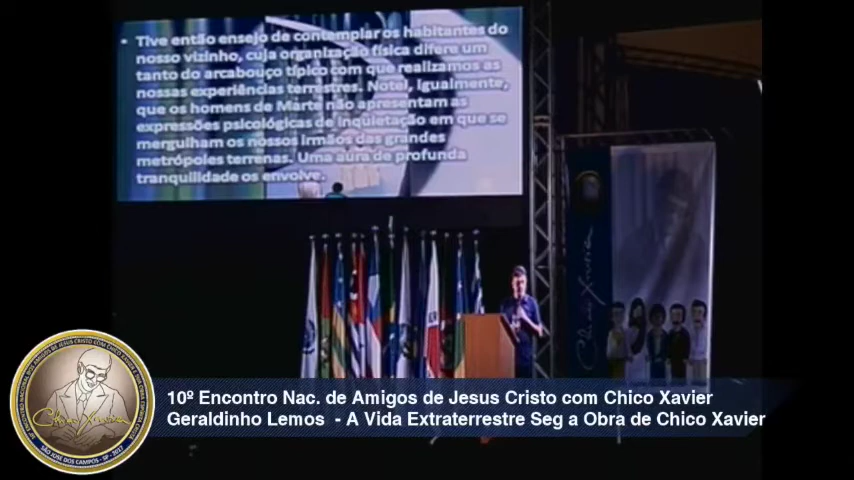 • Tive então ensejo de contemplar os habitantes do
nosso vizinho, cuja organização física difere um
tanto do arcabouço típico com que realizamos as
nossas experiências terrestres. Notei, igualmente,
que os homens de Marte não apresentam as
expressões psicológicas de inquietação em que se
mergulham os nossos irmãos das grandes
metrópoles terrenas. Uma aura de profunda
tranquilidade os envolve.
Chico Xavier
10º Encontro Nac. de Amigos de Jesus Cristo com Chico Xavier
Geraldinho Lemos - A Vida Extraterrestre Seg a Obra de Chico Xavier
Chico Xavier
SÃO JOSÉ DOS CAMPOS - SP - 2017